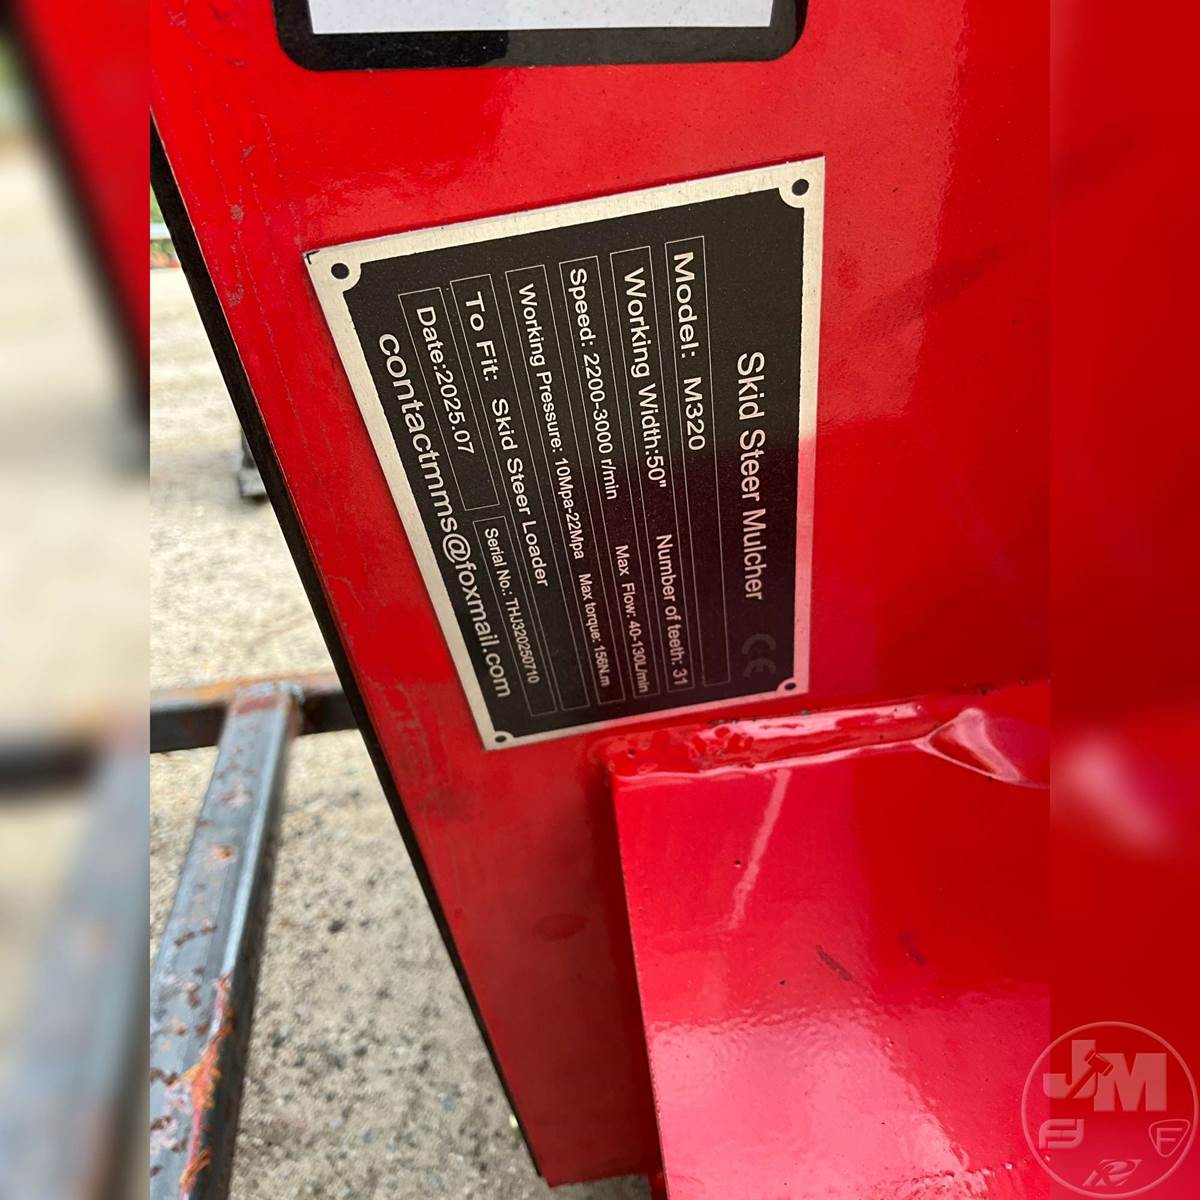 Skid Steer Mulcher CE
Model: M320
Working Width:50" Number of teeth: 31
Speed: 2200-3000 r/min Max Flow: 40-130L/min
Working Pressure: 10Mpa-22Mpa Max torque: 156N.m
To Fit: Skid Steer Loader
Date:2025.07 Serial No.: THJ320250710
contactmms@foxmail.com
JM